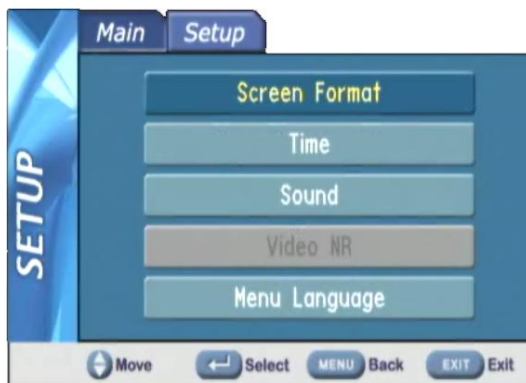 Main Setup
SETUP
Screen Format
Time
Sound
Video NR
Menu Language
Move Select MENU Back EXIT Exit